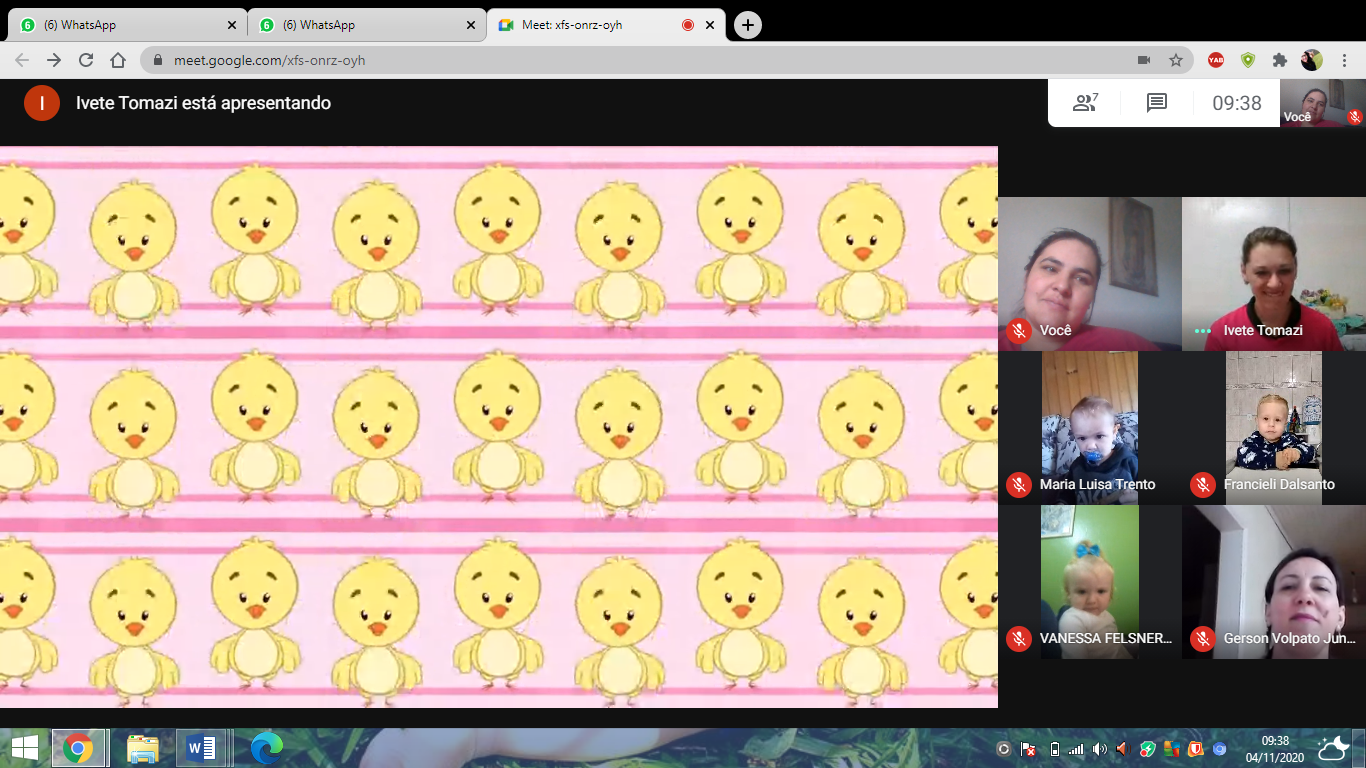 (6) WhatsApp
(6) WhatsApp
Meet: xfs-onrz-oyh
meet.google.com/xfs-onrz-oyh
YAB
I
Ivete Tomazi está apresentando
7
09:38
Você
Você
Ivete Tomazi
Maria Luisa Trento
Francieli Dalsanto
VANESSA FELSNER...
Gerson Volpato Jun...
09:38
04/11/2020